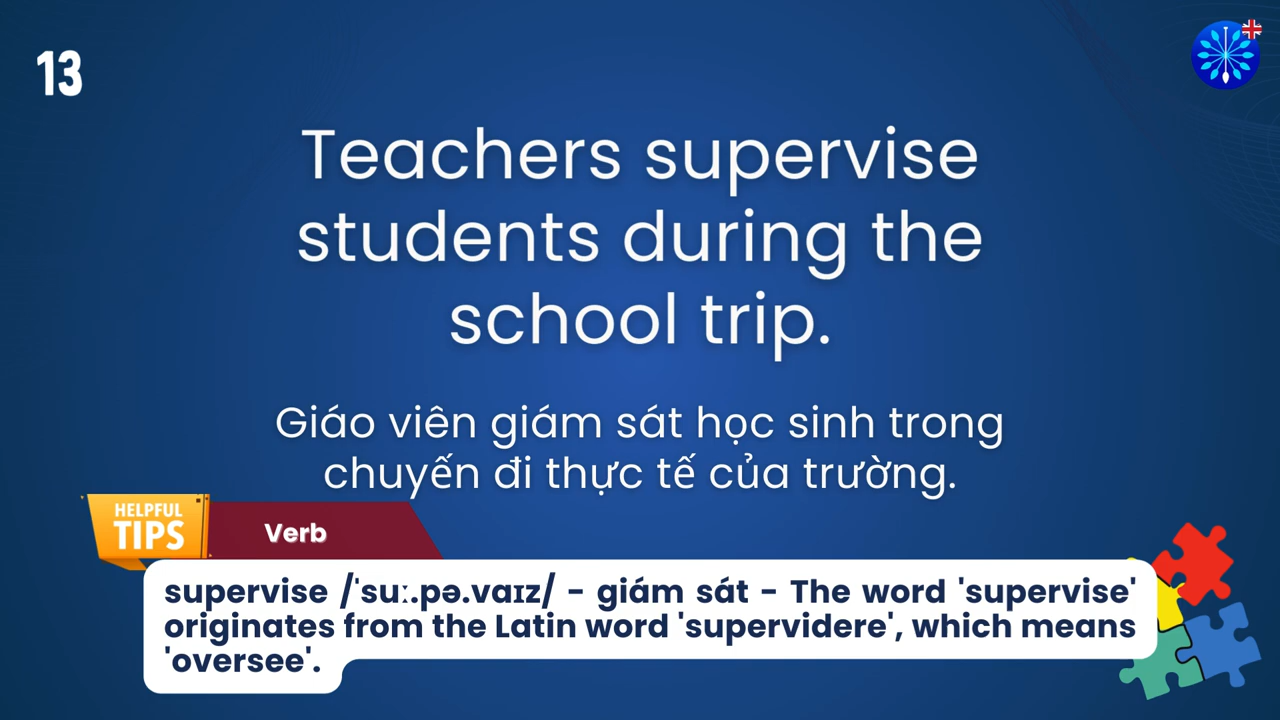 13
Teachers supervise
students during the
school trip.
Giáo viên giám sát học sinh trong
chuyến đi thực tế của trường.
HELPFUL
TIPS
Verb
supervise /ˈsuː.pə.vaɪz/ - giám sát - The word 'supervise'
originates from the Latin word 'supervidere', which means
'oversee'.